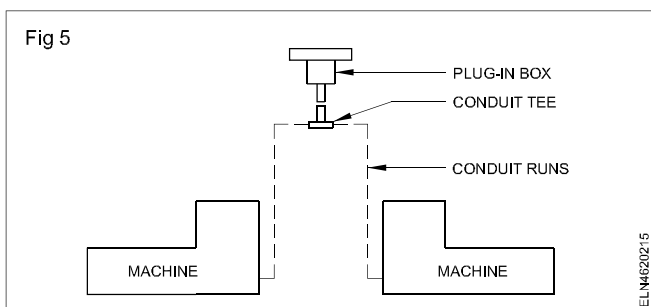 Fig 5
PLUG-IN BOX
CONDUIT TEE
CONDUIT RUNS
MACHINE
MACHINE
ELN4620215